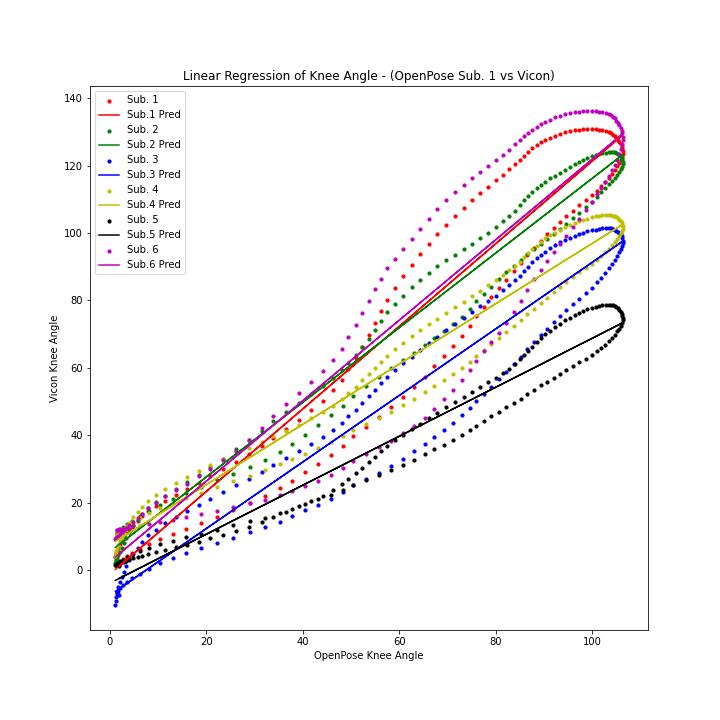 Linear Regression of Knee Angle - (OpenPose Sub. 1 vs Vicon)
Sub. 1
Sub.1 Pred
Sub. 2
Sub.2 Pred
Sub. 3
Sub.3 Pred
Sub. 4
Sub.4 Pred
Sub. 5
Sub.5 Pred
Sub. 6
Sub.6 Pred
140
120
100
80
60
40
20
0
Vicon Knee Angle
0 20 40 60 80 100
OpenPose Knee Angle